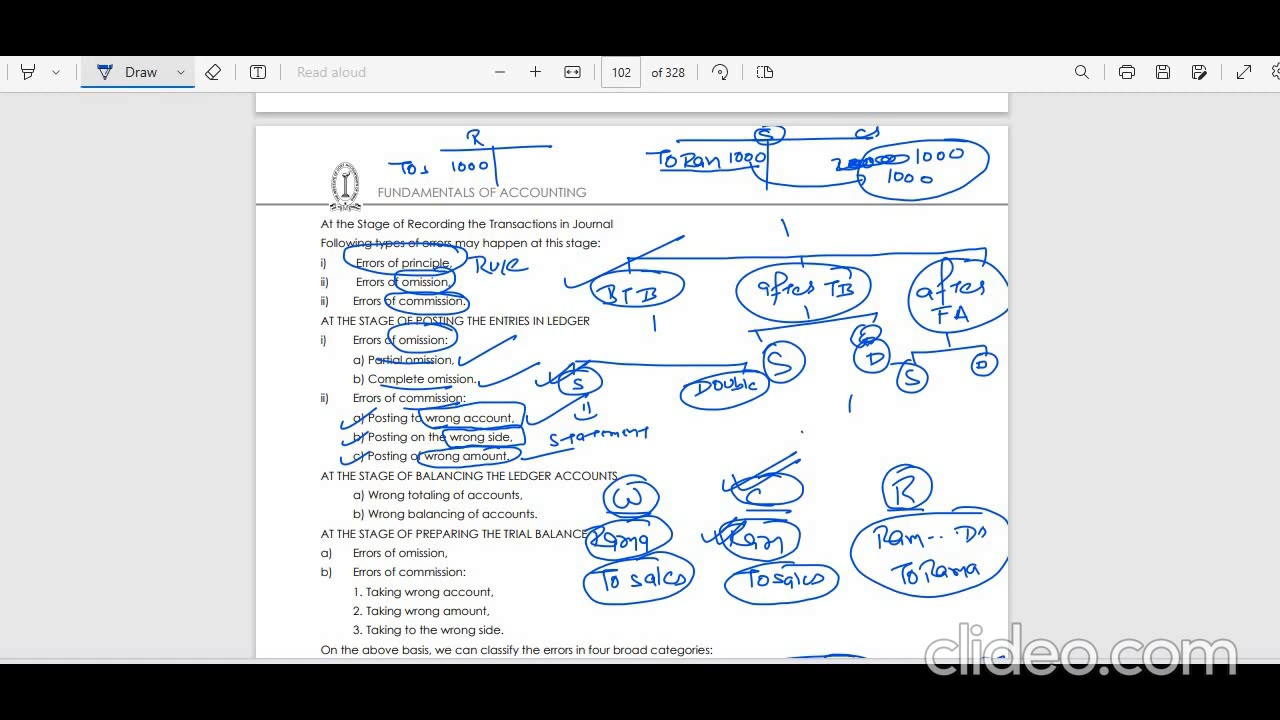 Draw
Read aloud
102 of 328
R
To s 1000
S
Cs
To Ram 1000
1000
1000
FUNDAMENTALS OF ACCOUNTING
At the Stage of Recording the Transactions in Journal
Following types of errors may happen at this stage:
i) Errors of principle, Rule
ii) Errors of omission,
ii) Errors of commission.
BTB
after TB
after FA
AT THE STAGE OF POSTING THE ENTRIES IN LEDGER
i) Errors of omission:
a) Partial omission,
b) Complete omission.
S
D
S
D
S
Double
ii) Errors of commission:
a) Posting to wrong account,
b) Posting on the wrong side,
c) Posting of wrong amount.
Statement
AT THE STAGE OF BALANCING THE LEDGER ACCOUNTS
a) Wrong totaling of accounts,
b) Wrong balancing of accounts.
W
C
R
AT THE STAGE OF PREPARING THE TRIAL BALANCE
a) Errors of omission,
b) Errors of commission:
1. Taking wrong account,
2. Taking wrong amount,
3. Taking to the wrong side.
Rama
To sales
Ram
To sales
Ram.. Dr
To Rama
On the above basis, we can classify the errors in four broad categories:
clideo.com